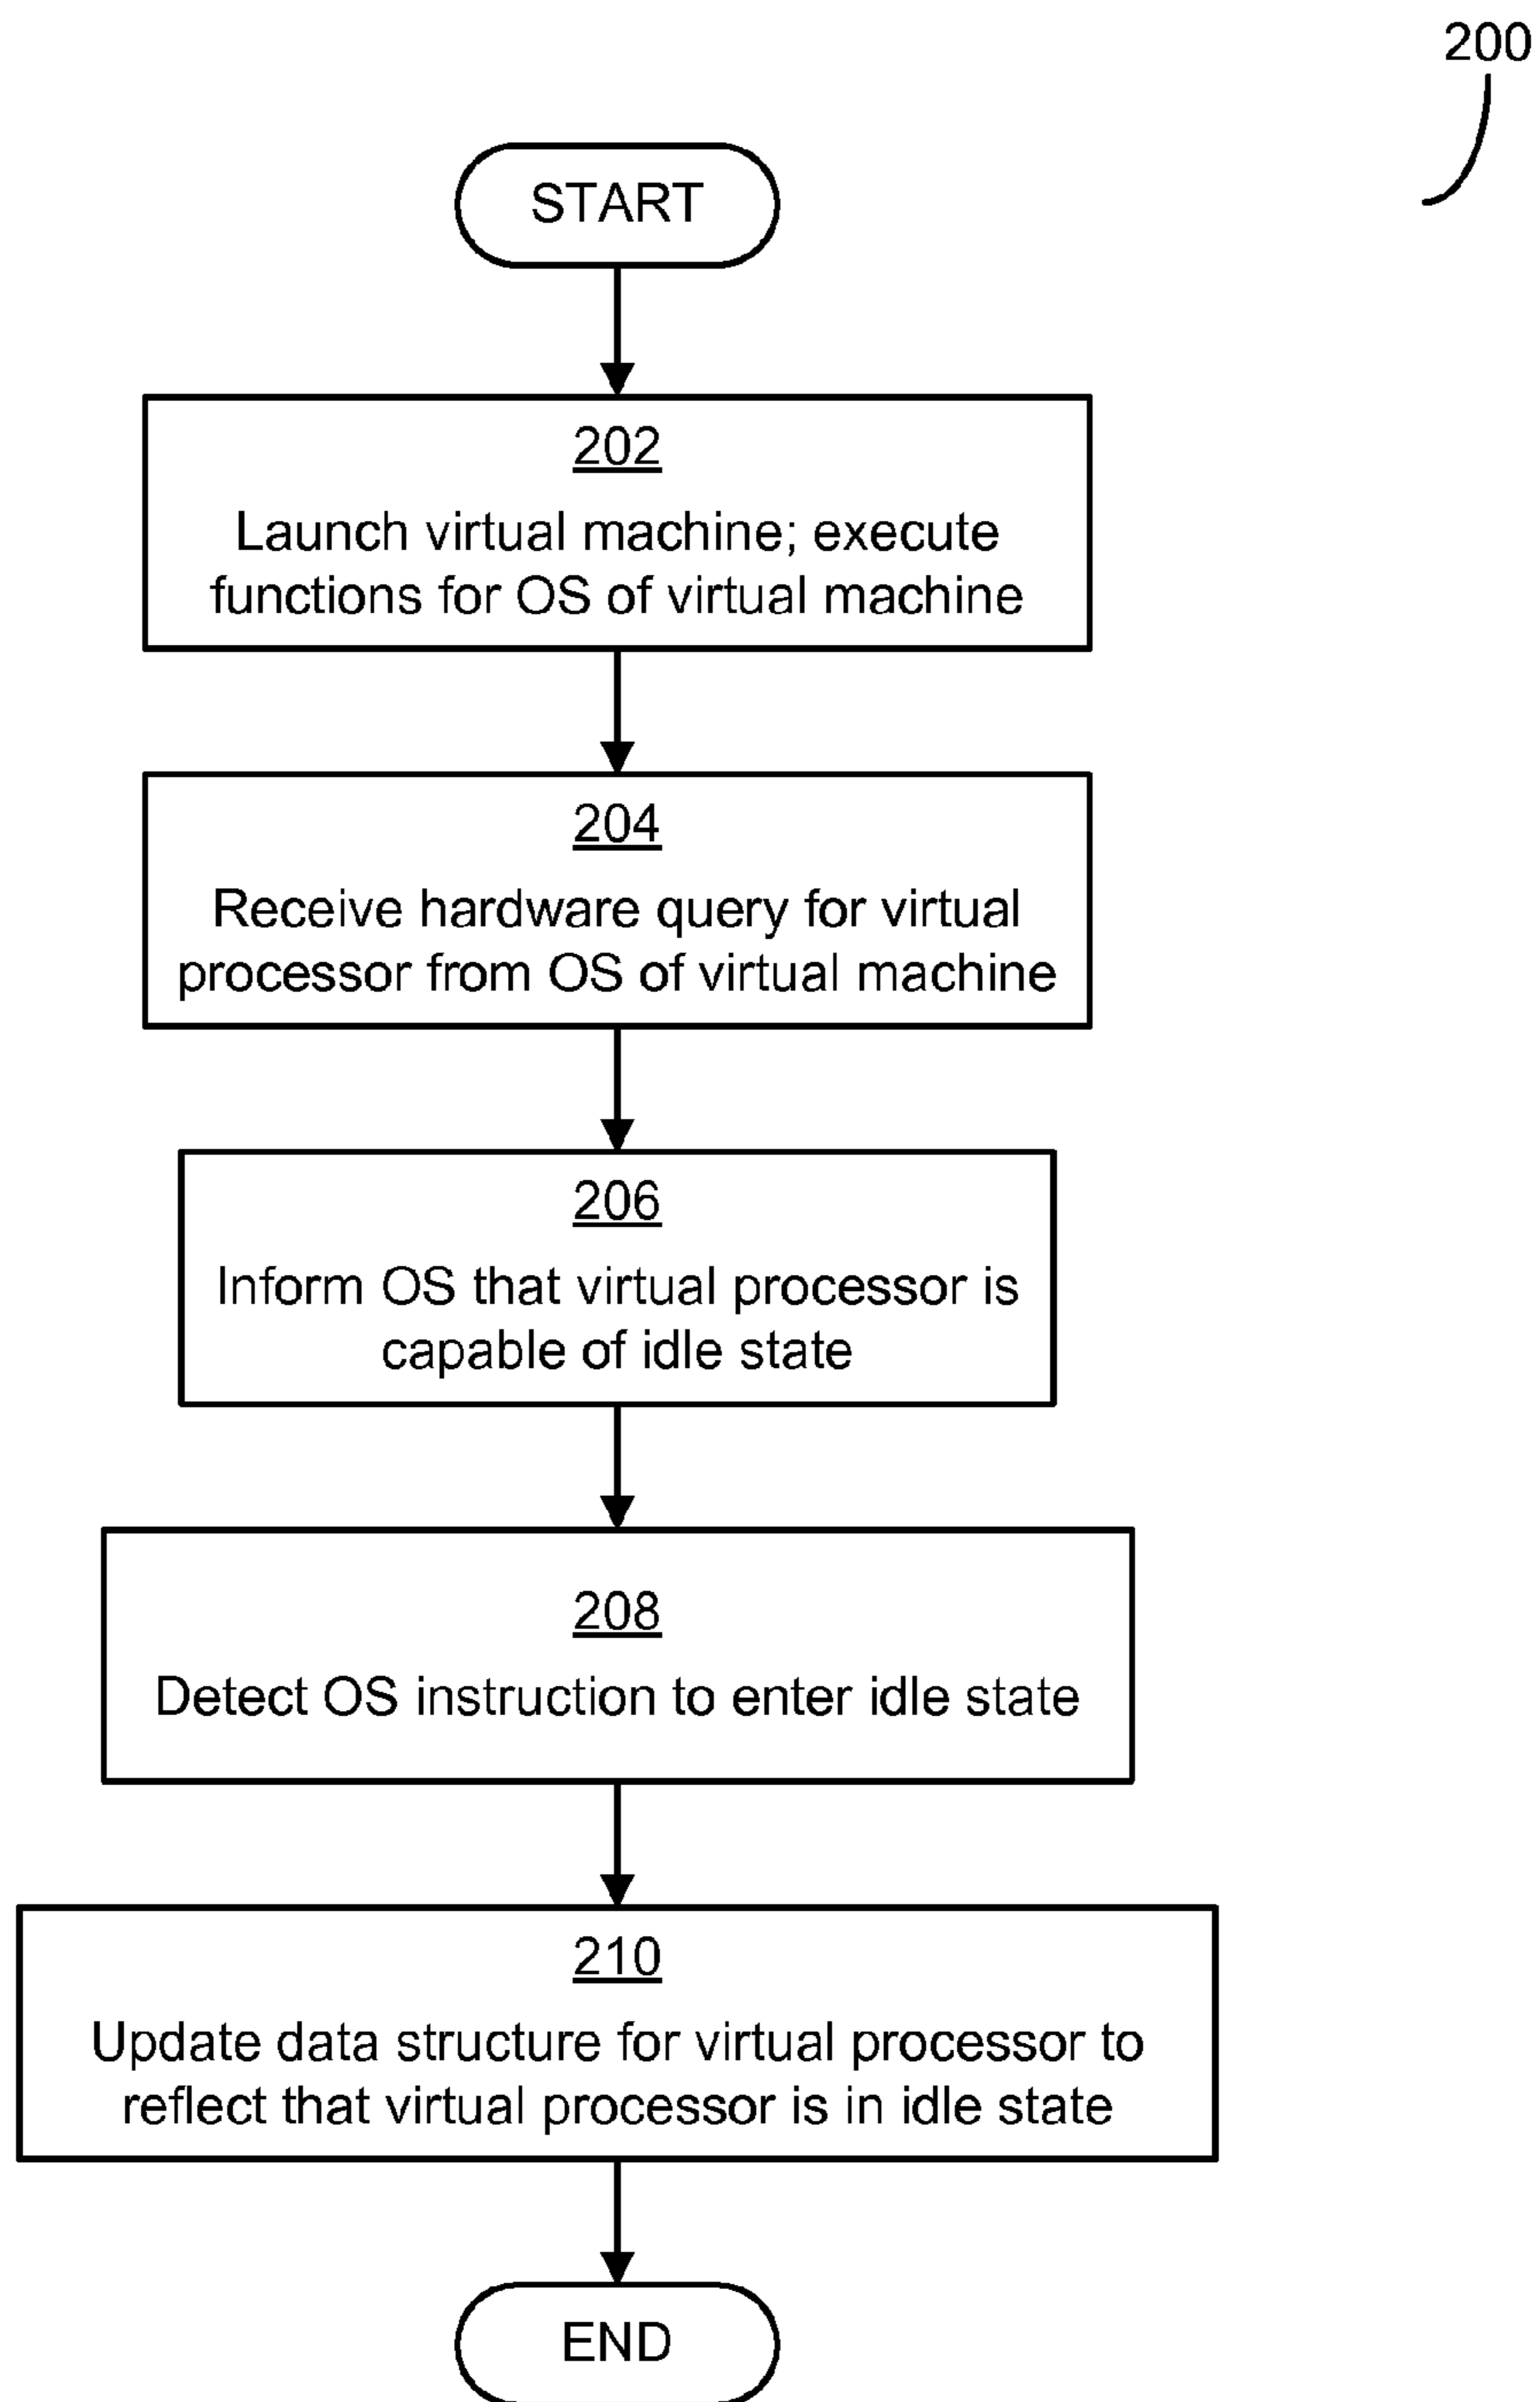 200
START
202
Launch virtual machine; execute
functions for OS of virtual machine
204
Receive hardware query for virtual
processor from OS of virtual machine
206
Inform OS that virtual processor is
capable of idle state
208
Detect OS instruction to enter idle state
210
Update data structure for virtual processor to
reflect that virtual processor is in idle state
END